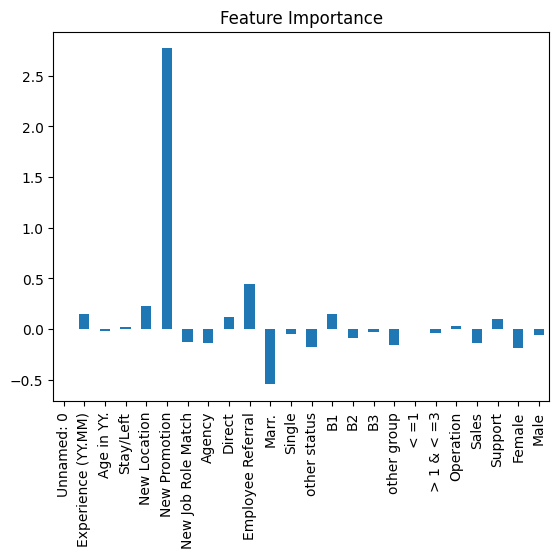 Feature Importance
2.5
2.0
1.5
1.0
0.5
0.0
−0.5
Unnamed: 0
Experience (YY.MM)
Age in YY.
Stay/Left
New Location
New Promotion
New Job Role Match
Agency
Direct
Employee Referral
Marr.
Single
other status
B1
B2
B3
other group
< =1
> 1 & < =3
Operation
Sales
Support
Female
Male